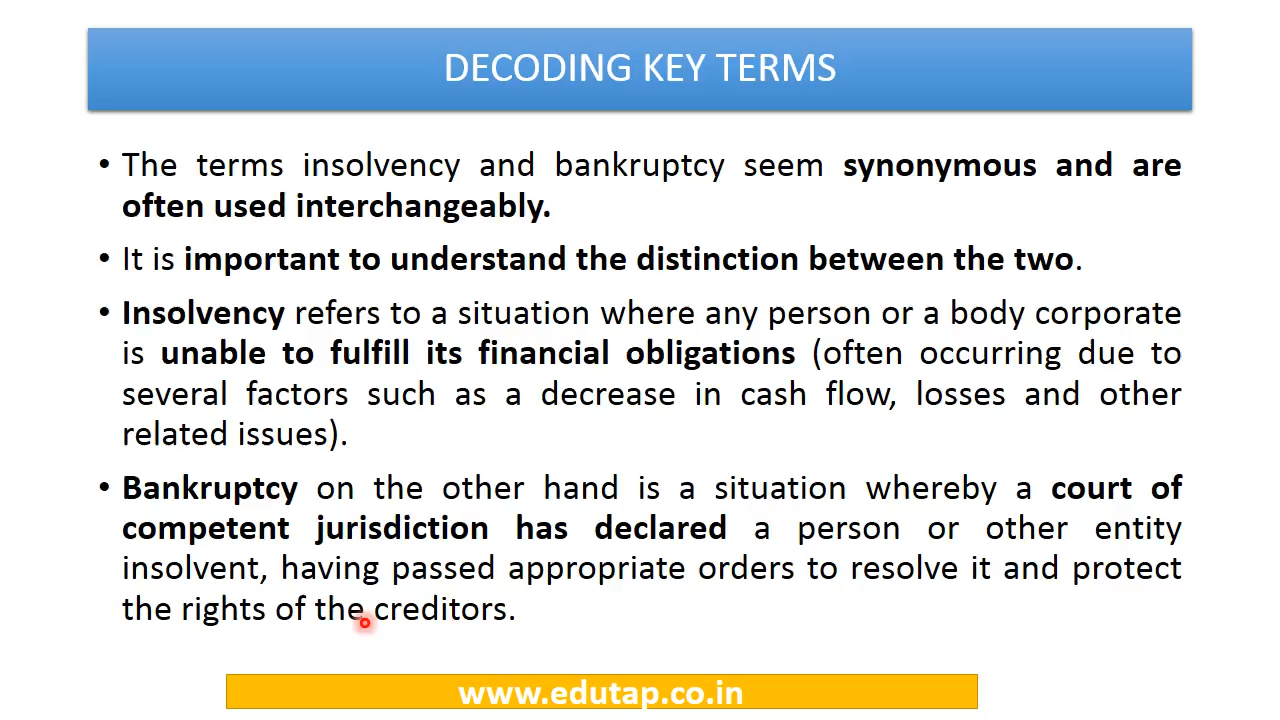 DECODING KEY TERMS
• The terms insolvency and bankruptcy seem synonymous and are
often used interchangeably.
• It is important to understand the distinction between the two.
• Insolvency refers to a situation where any person or a body corporate
is unable to fulfill its financial obligations (often occurring due to
several factors such as a decrease in cash flow, losses and other
related issues).
• Bankruptcy on the other hand is a situation whereby a court of
competent jurisdiction has declared a person or other entity
insolvent, having passed appropriate orders to resolve it and protect
the rights of the creditors.
www.edutap.co.in